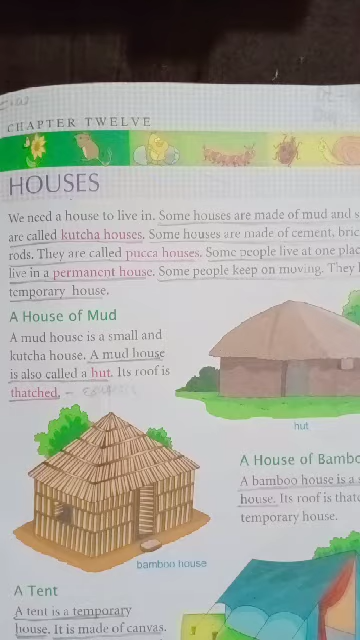 CHAPTER TWELVE
HOUSES
We need a house to live in. Some houses are made of mud and
are called kutcha houses. Some houses are made of cement,
rods. They are called pucca houses. Some people live at one
live in a permanent house. Some people keep on moving. They
temporary house.
A House of Mud
A mud house is a small and
kutcha house. A mud house
is also called a hut. Its roof is
thatched.
hut
A House of
A bamboo house is a
house. Its roof is
temporary house.
bamboo house
A Tent
A tent is a temporary
house. It is made of canvas.